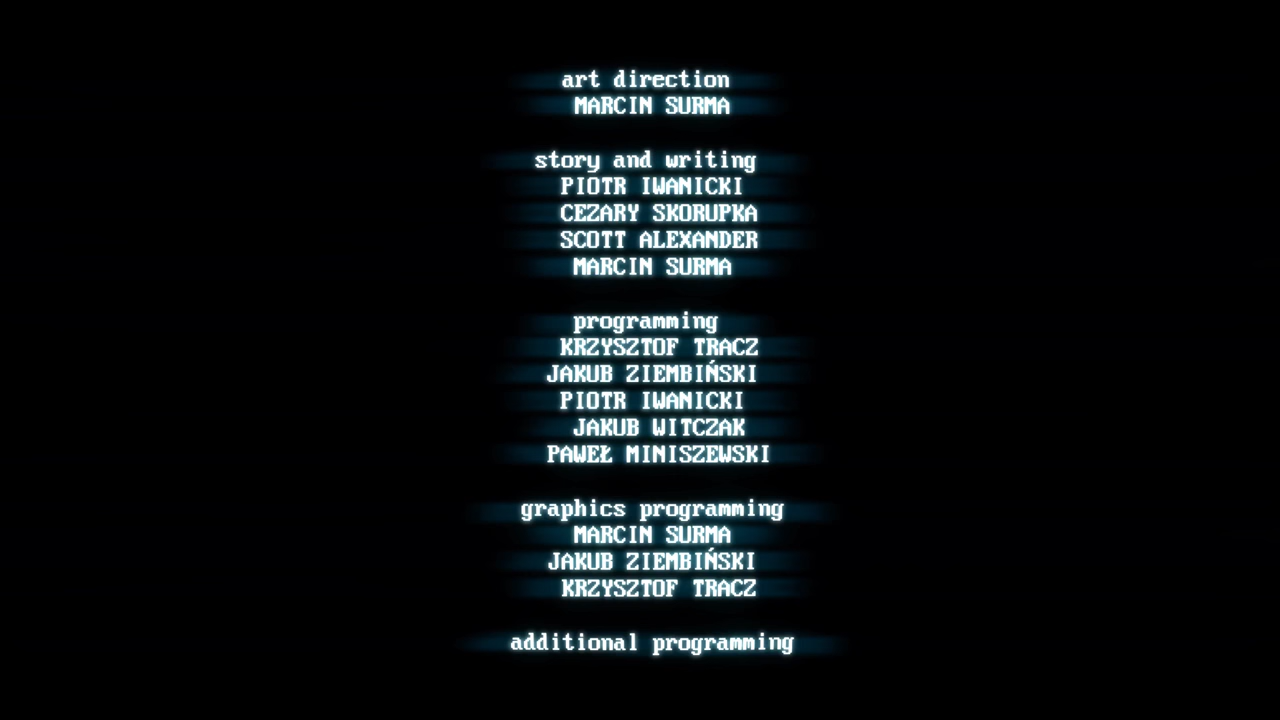 art direction
MARCIN SURMA
story and writing
PIOTR IWANICKI
CEZARY SKORUPKA
SCOTT ALEXANDER
MARCIN SURMA
programming
KRZYSZTOF TRACZ
JAKUB ZIEMBIŃSKI
PIOTR IWANICKI
JAKUB WITCZAK
PAWEŁ MINISZEWSKI
graphics programming
MARCIN SURMA
JAKUB ZIEMBIŃSKI
KRZYSZTOF TRACZ
additional programming